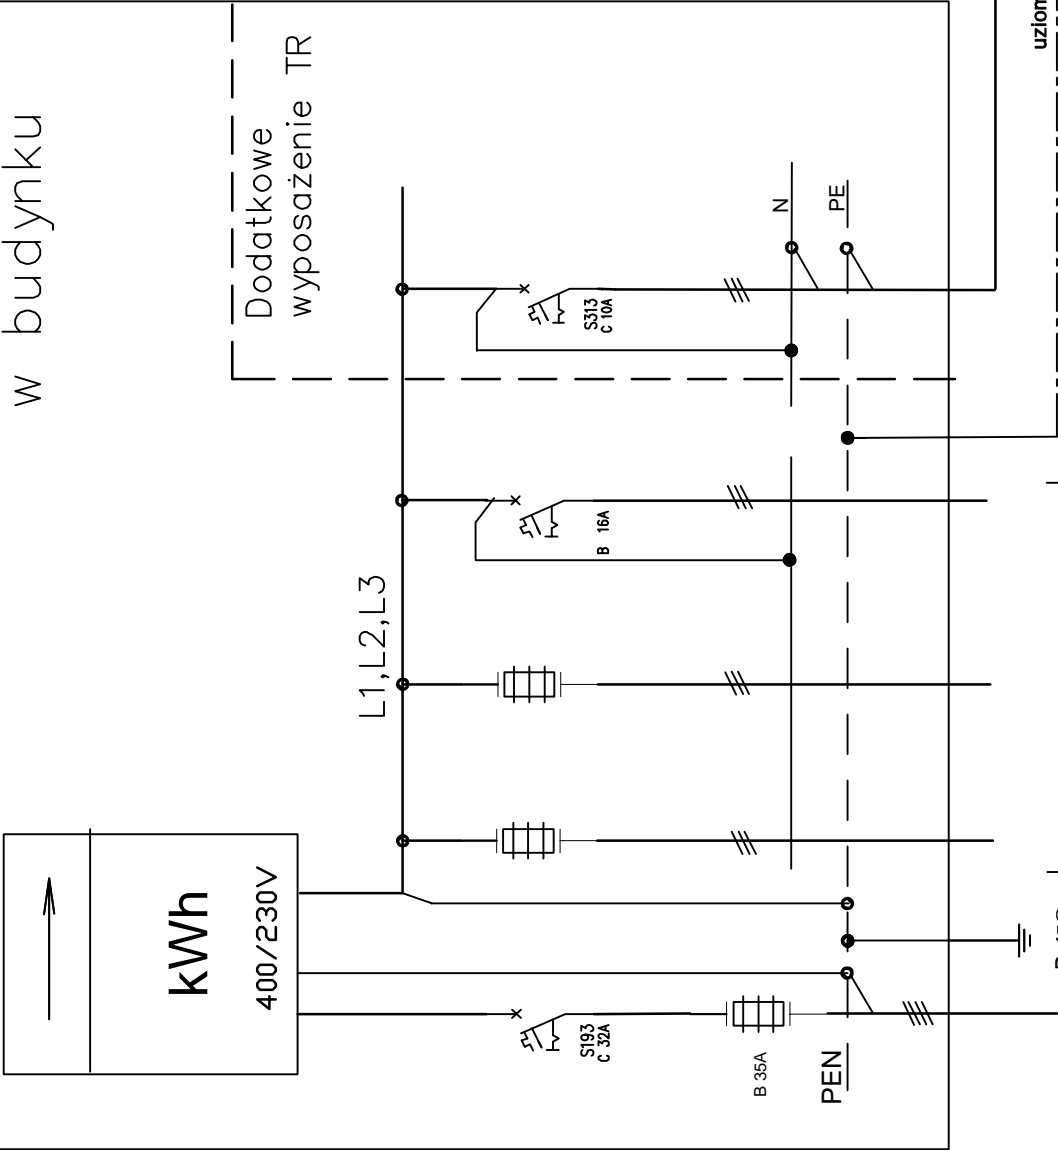 w budynku
Dodatkowe
wyposażenie TR
N
PE
S313
C 10A
L1,L2,L3
B 16A
kWh
400/230V
S193
C 32A
B 35A
PEN
uziom